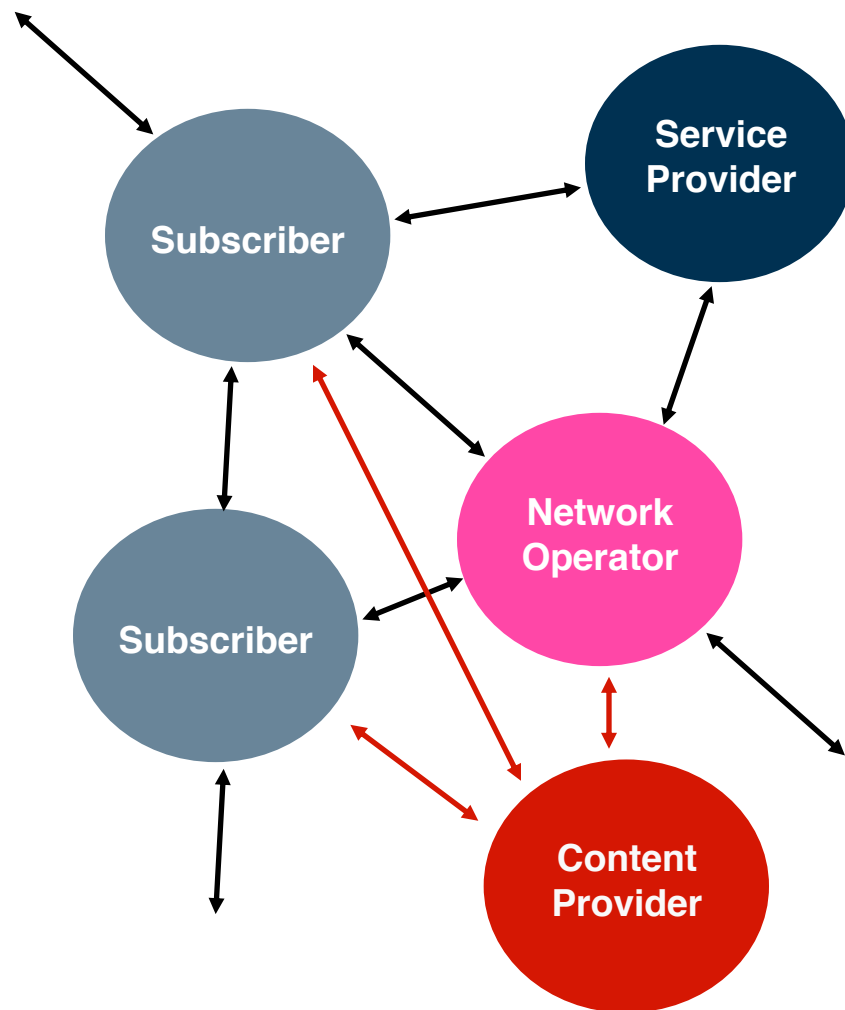 Service
Provider
Subscriber
Network
Operator
Subscriber
Content
Provider